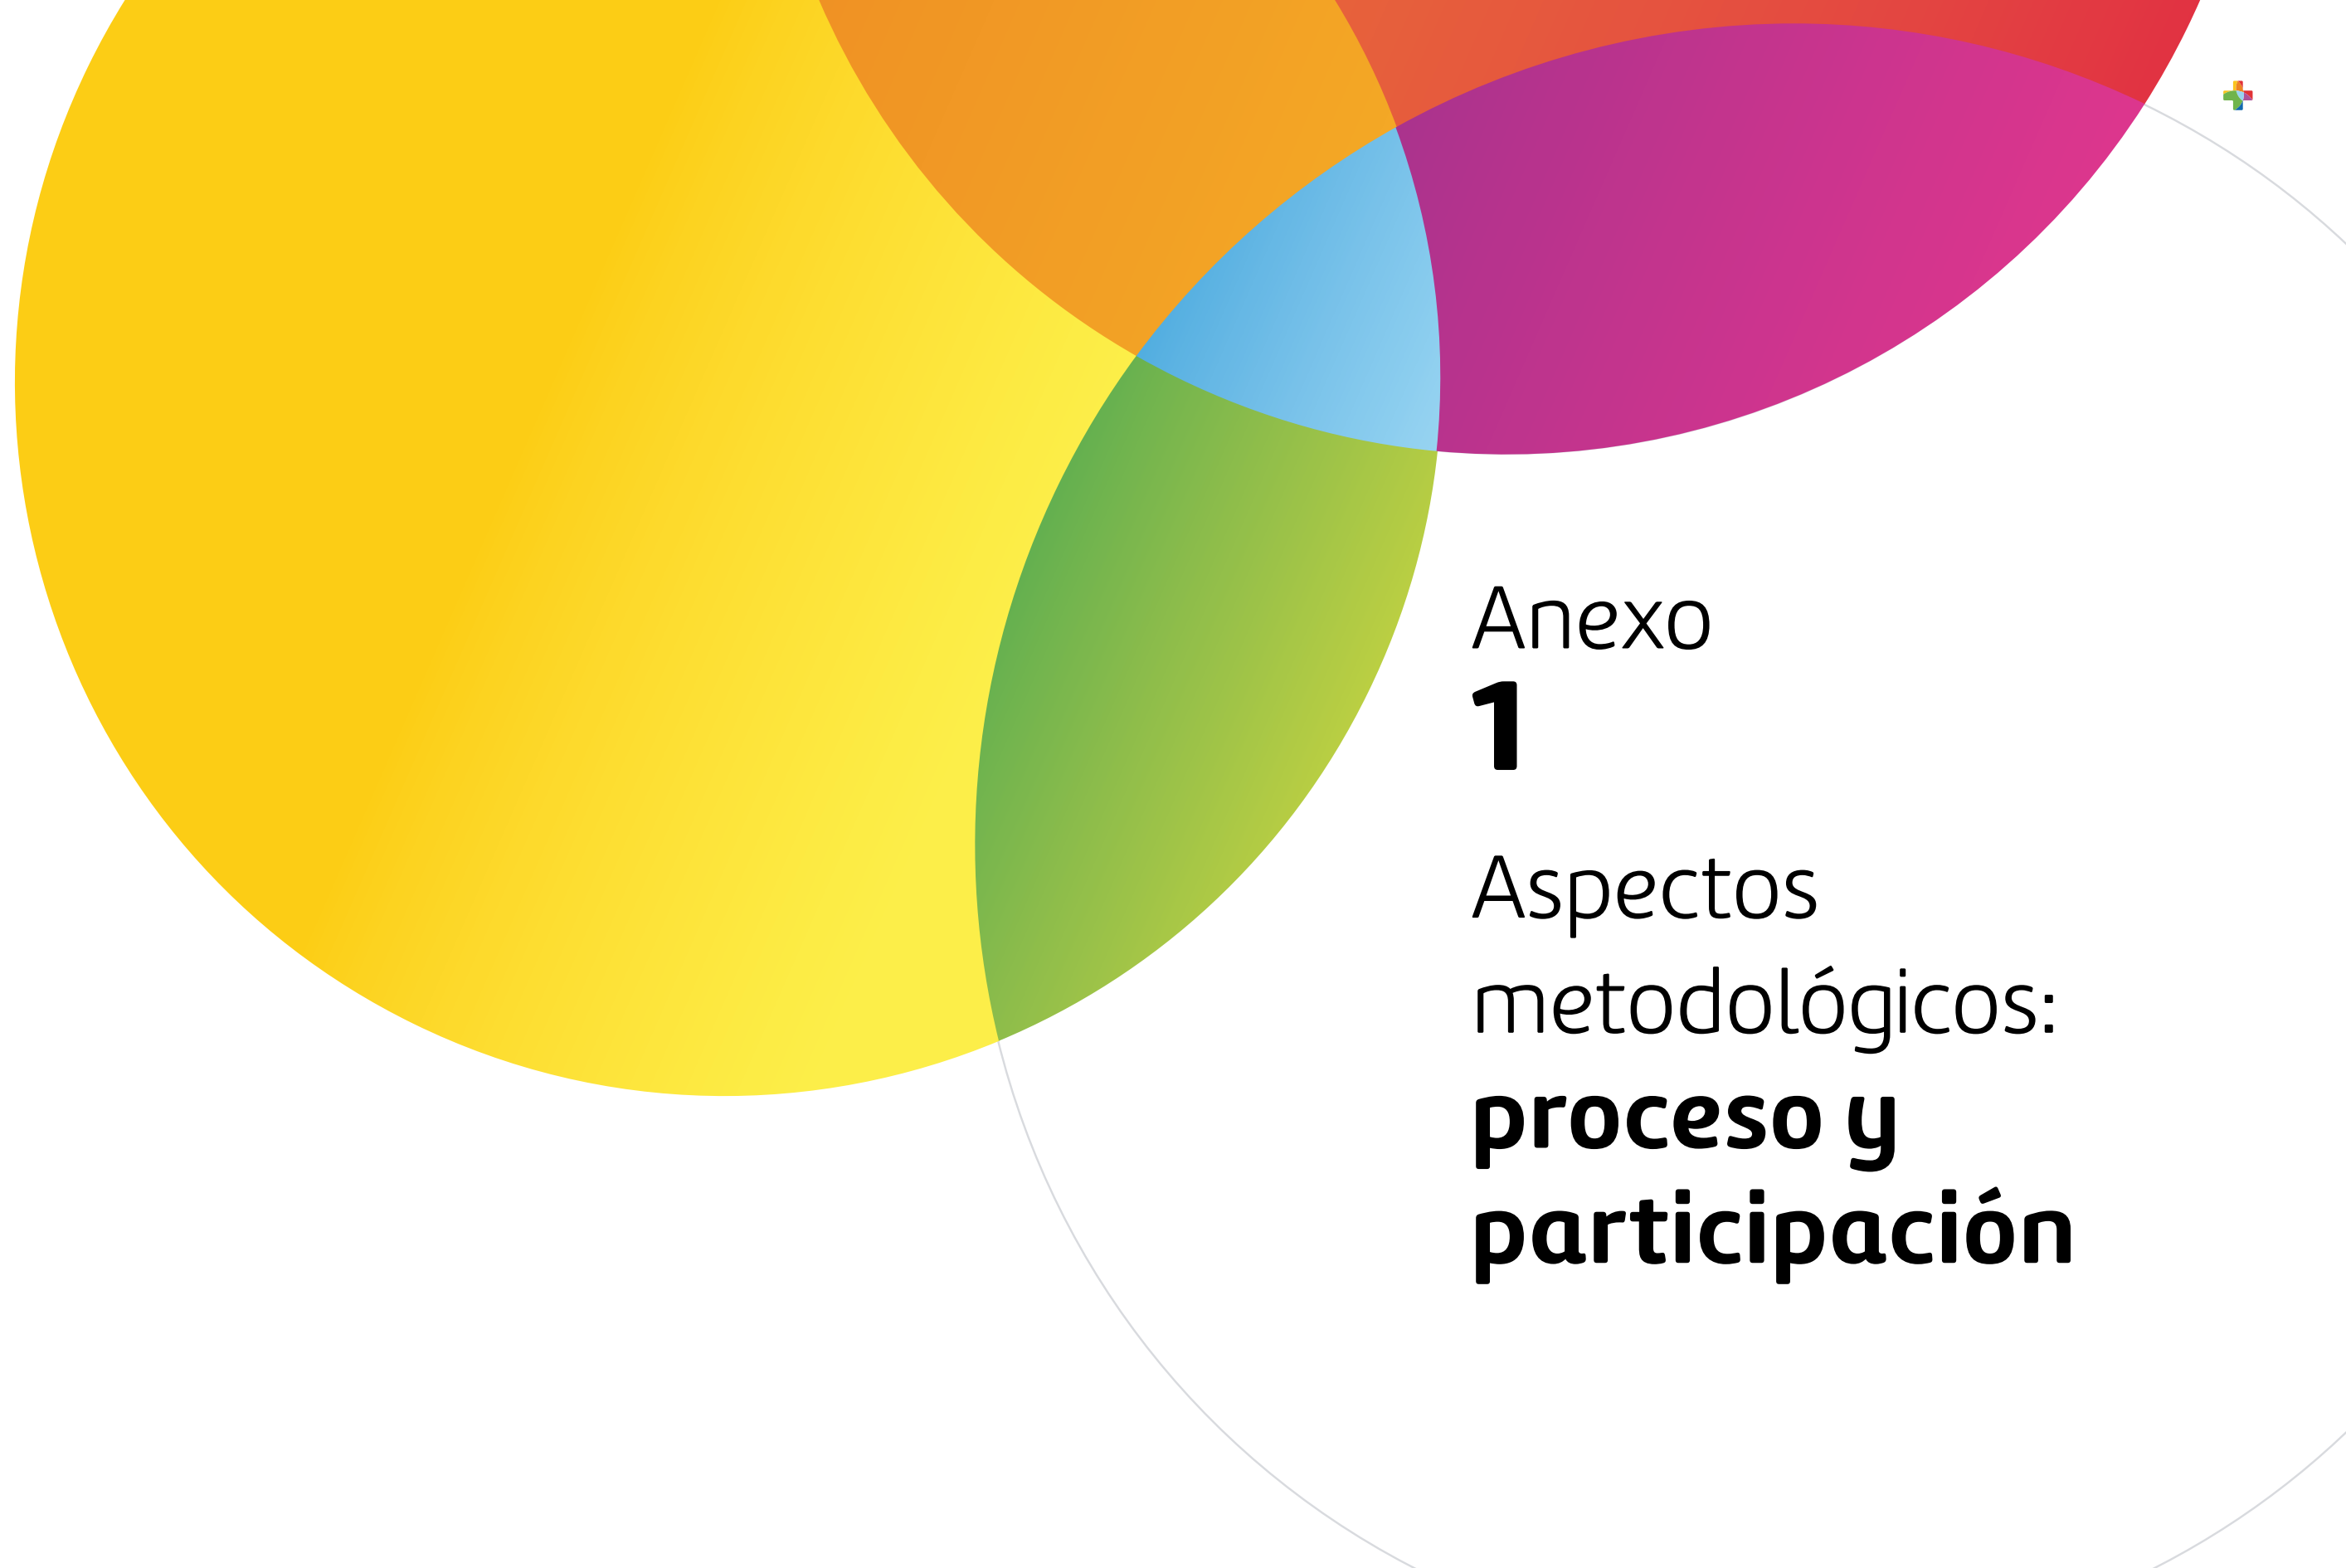 Anexo
1
Aspectos
metodológicos:
proceso y
participación